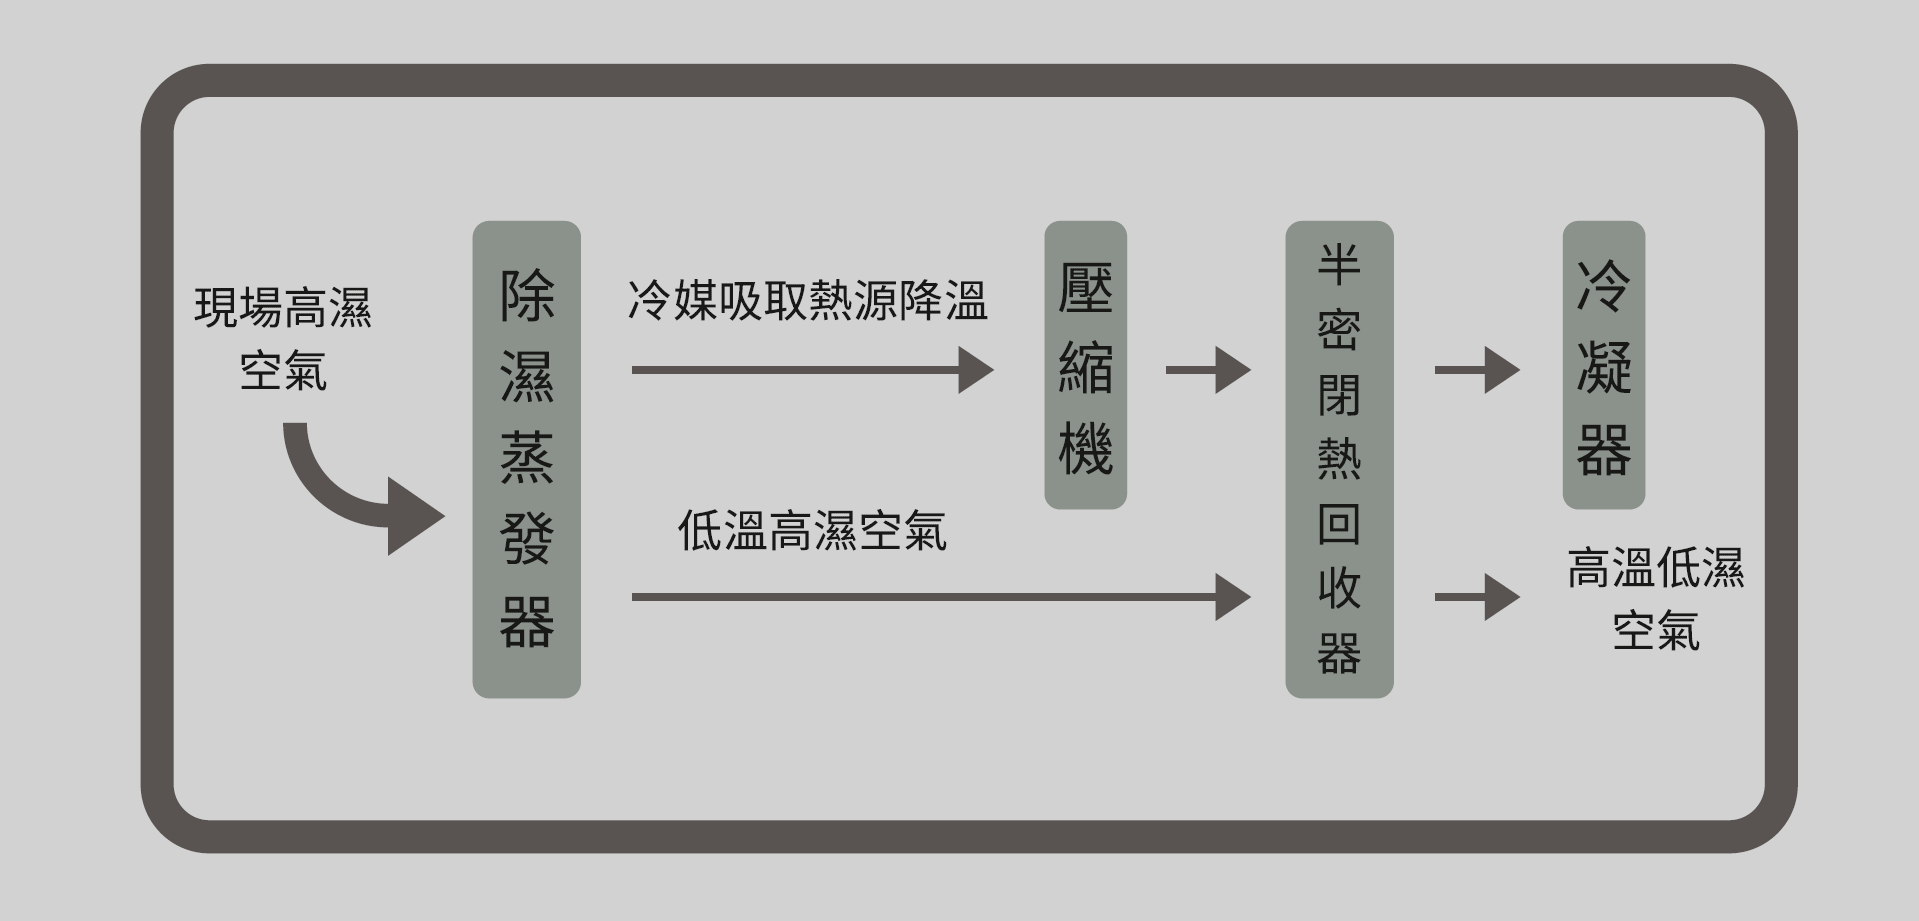 現場高濕
空氣
除濕蒸發器
冷媒吸取熱源降溫
低溫高濕空氣
壓縮機
半密閉熱回收器
冷凝器
高溫低濕
空氣